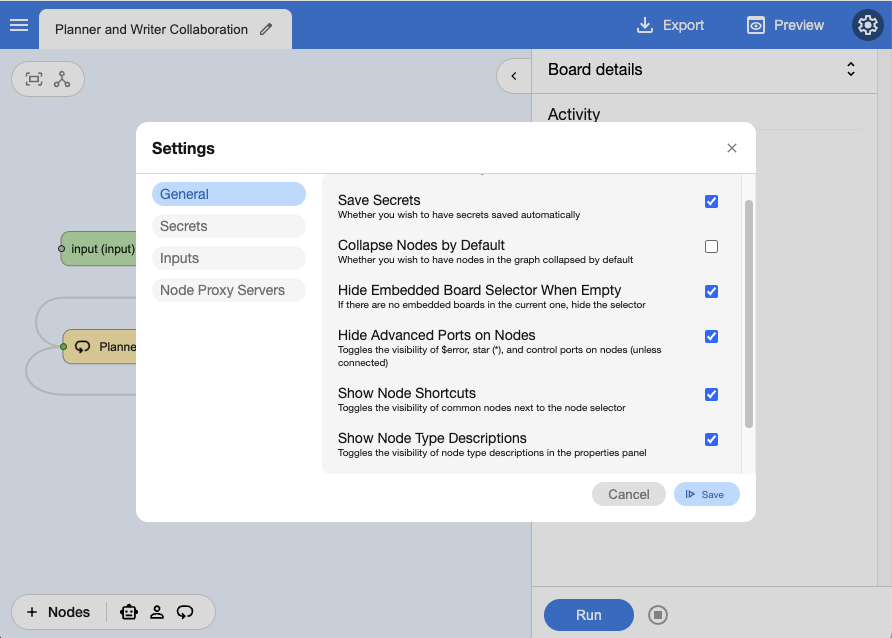 Planner and Writer Collaboration
Export
Preview
Board details
Activity
Settings
General
Secrets
Inputs
Node Proxy Servers
Save Secrets
Whether you wish to have secrets saved automatically
Collapse Nodes by Default
Whether you wish to have nodes in the graph collapsed by default
Hide Embedded Board Selector When Empty
If there are no embedded boards in the current one, hide the selector
Hide Advanced Ports on Nodes
Toggles the visibility of $error, star (*), and control ports on nodes (unless
connected)
Show Node Shortcuts
Toggles the visibility of common nodes next to the node selector
Show Node Type Descriptions
Toggles the visibility of node type descriptions in the properties panel
Cancel
Save
input (input)
Planne
+ Nodes
Run